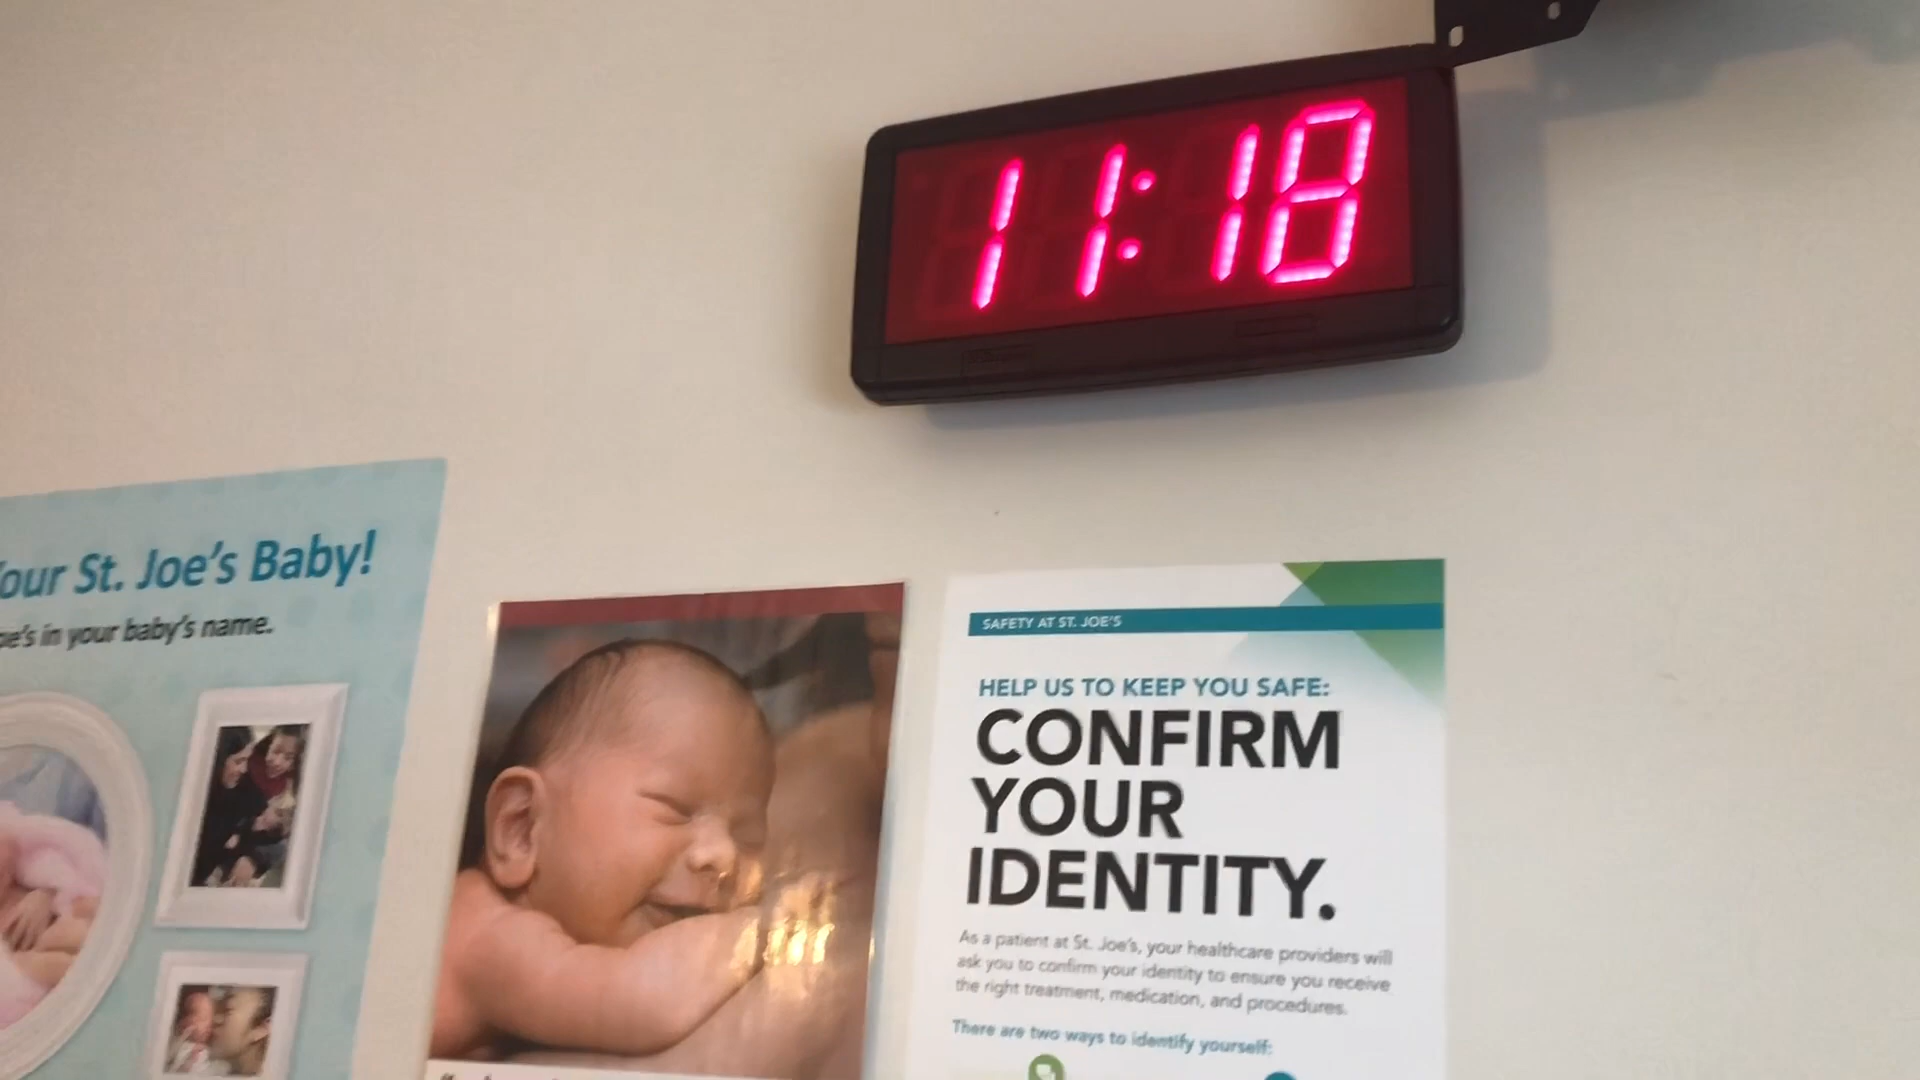 11:18
our St. Joe's Baby!
in your baby's name.
SAFETY AT ST. JOE'S
HELP US TO KEEP YOU SAFE:
CONFIRM
YOUR
IDENTITY.
As a patient at St. Joe's, your healthcare providers will
ask you to confirm your identity to ensure you receive
the right treatment, medication, and procedures.
There are two ways to identify yourself: